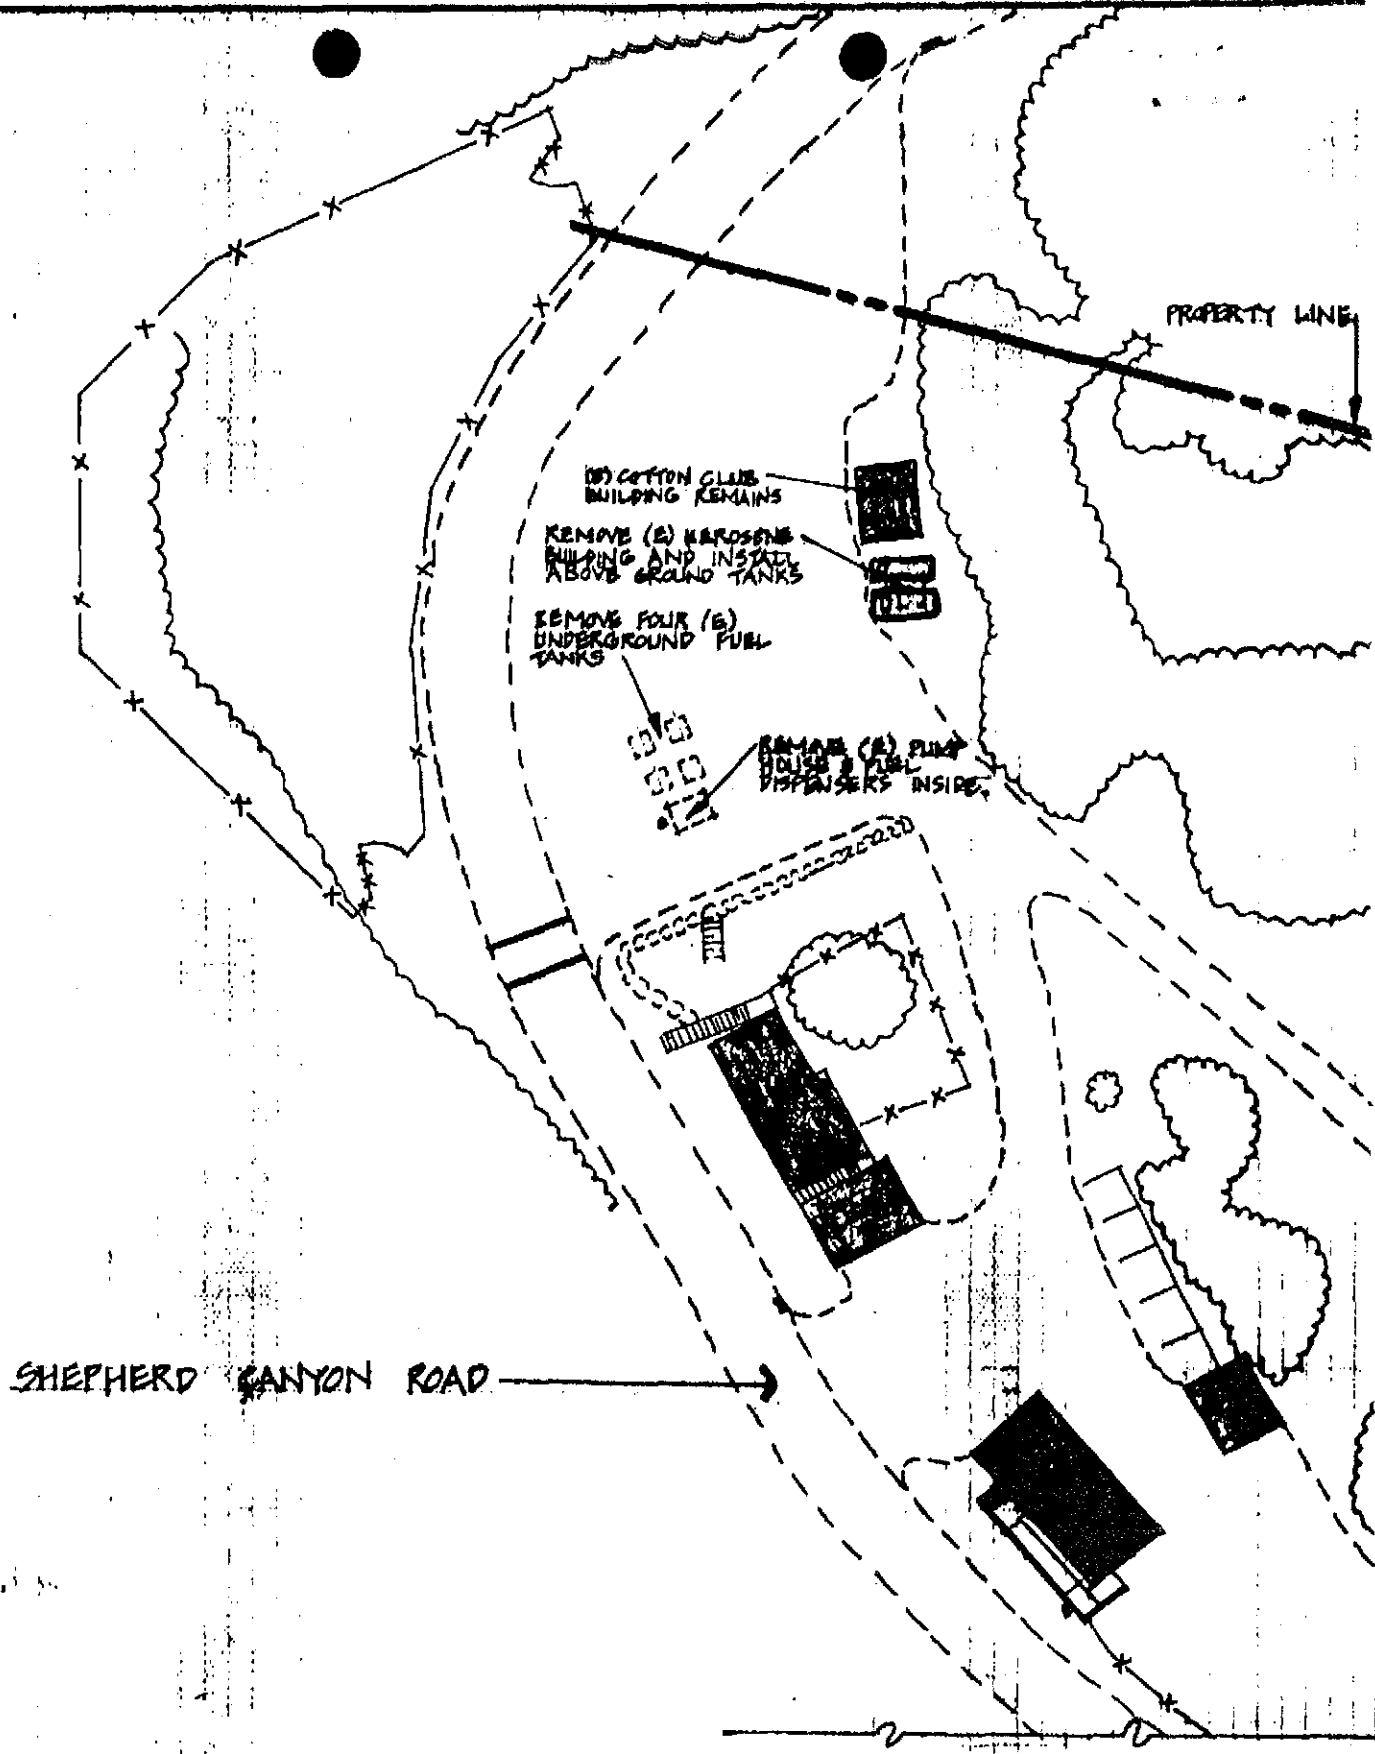 PROPERTY LINE
(E) COTTON CLUB
BUILDING REMAINS
REMOVE (E) KEROSENE
BUILDING AND INSTALL
ABOVE GROUND TANKS
REMOVE FOUR (E)
UNDERGROUND FUEL
TANKS
REMOVE (E) PUMP
HOUSE & FUEL
DISPENSERS INSIDE.
SHEPHERD CANYON ROAD